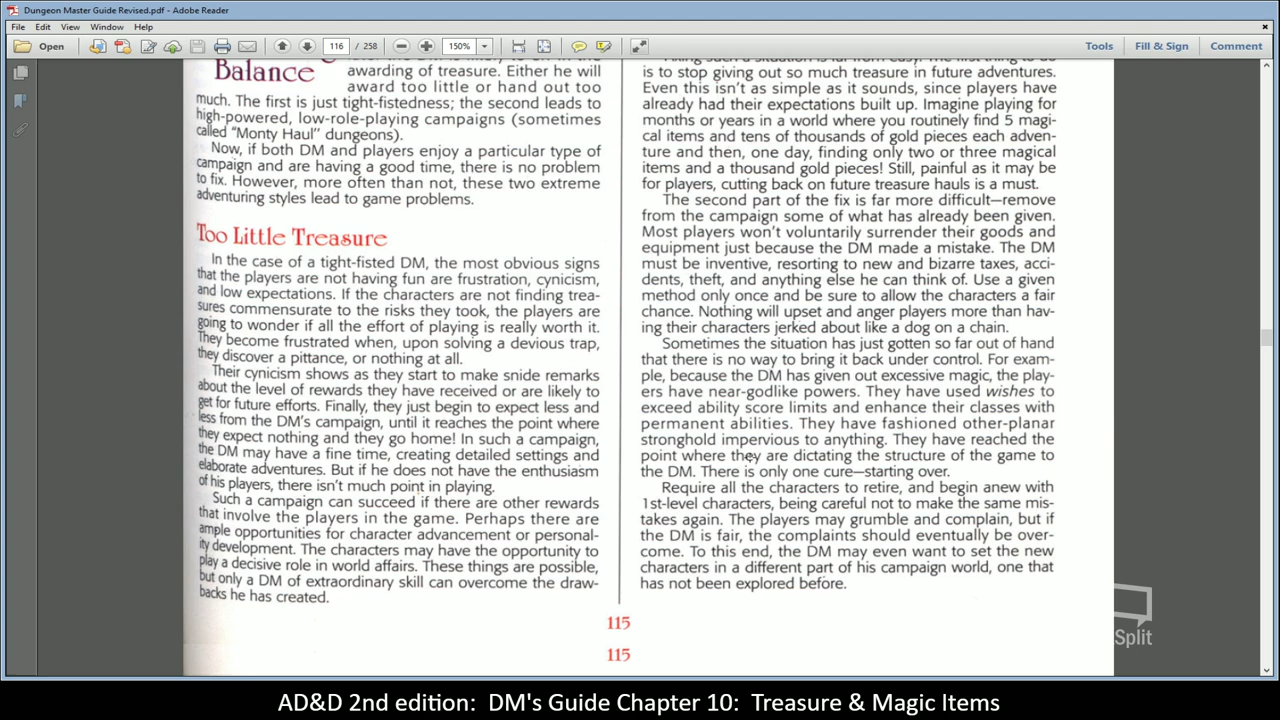 Dungeon Master Guide Revised.pdf - Adobe Reader
File Edit View Window Help
Open 116 / 258 150% Tools Fill & Sign Comment
Balance
awarding of treasure. Either he will
award too little or hand out too
much. The first is just tight-fistedness; the second leads to
high-powered, low-role-playing campaigns (sometimes
called "Monty Haul" dungeons).
Now, if both DM and players enjoy a particular type of
campaign and are having a good time, there is no problem
to fix. However, more often than not, these two extreme
adventuring styles lead to game problems.
Too Little Treasure
In the case of a tight-fisted DM, the most obvious signs
that the players are not having fun are frustration, cynicism,
and low expectations. If the characters are not finding trea-
sures commensurate to the risks they took, the players are
going to wonder if all the effort of playing is really worth it.
They become frustrated when, upon solving a devious trap,
they discover a pittance, or nothing at all.
Their cynicism shows as they start to make snide remarks
about the level of rewards they have received or are likely to
get for future efforts. Finally, they just begin to expect less and
less from the DM's campaign, until it reaches the point where
they expect nothing and they go home! In such a campaign,
the DM may have a fine time, creating detailed settings and
elaborate adventures. But if he does not have the enthusiasm
of his players, there isn't much point in playing.
Such a campaign can succeed if there are other rewards
that involve the players in the game. Perhaps there are
ample opportunities for character advancement or personal-
ity development. The characters may have the opportunity to
play a decisive role in world affairs. These things are possible,
but only a DM of extraordinary skill can overcome the draw-
backs he has created.
is to stop giving out so much treasure in future adventures.
Even this isn't as simple as it sounds, since players have
already had their expectations built up. Imagine playing for
months or years in a world where you routinely find 5 magi-
cal items and tens of thousands of gold pieces each adven-
ture and then, one day, finding only two or three magical
items and a thousand gold pieces! Still, painful as it may be
for players, cutting back on future treasure hauls is a must.
The second part of the fix is far more difficult—remove
from the campaign some of what has already been given.
Most players won't voluntarily surrender their goods and
equipment just because the DM made a mistake. The DM
must be inventive, resorting to new and bizarre taxes, acci-
dents, theft, and anything else he can think of. Use a given
method only once and be sure to allow the characters a fair
chance. Nothing will upset and anger players more than hav-
ing their characters jerked about like a dog on a chain.
Sometimes the situation has just gotten so far out of hand
that there is no way to bring it back under control. For exam-
ple, because the DM has given out excessive magic, the play-
ers have near-godlike powers. They have used wishes to
exceed ability score limits and enhance their classes with
permanent abilities. They have fashioned other-planar
stronghold impervious to anything. They have reached the
point where they are dictating the structure of the game to
the DM. There is only one cure—starting over.
Require all the characters to retire, and begin anew with
1st-level characters, being careful not to make the same mis-
takes again. The players may grumble and complain, but if
the DM is fair, the complaints should eventually be over-
come. To this end, the DM may even want to set the new
characters in a different part of his campaign world, one that
has not been explored before.
115
115
Split
AD&D 2nd edition: DM's Guide Chapter 10: Treasure & Magic Items